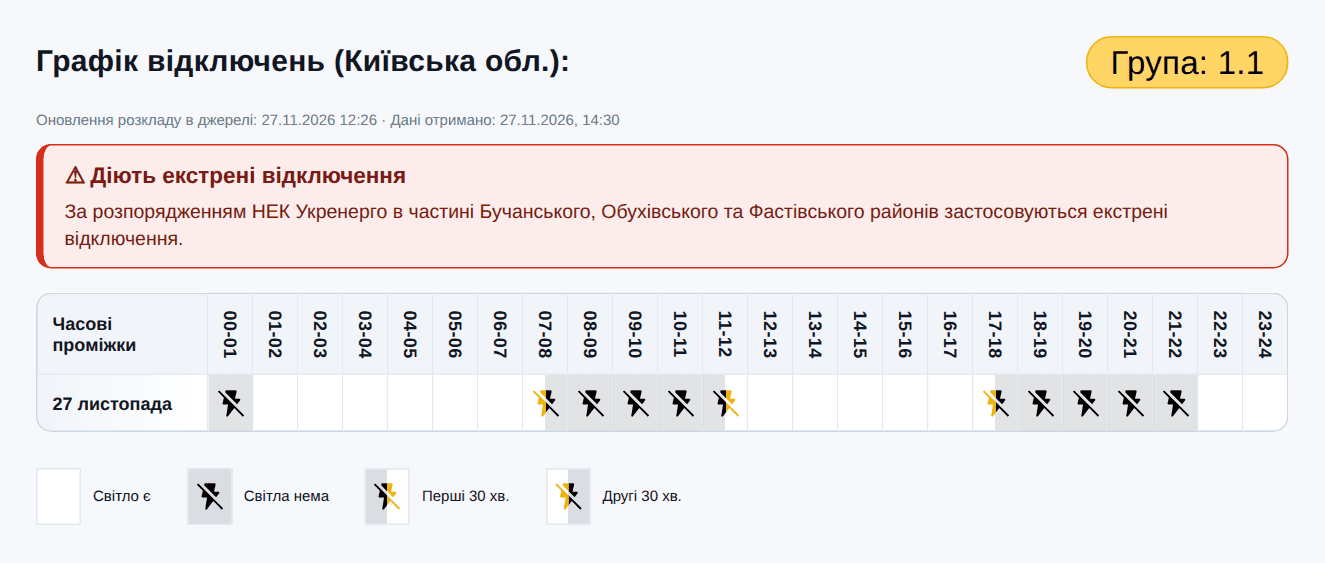 Графік відключень (Київська обл.):
Група: 1.1
Оновлення розкладу в джерелі: 27.11.2026 12:26 · Дані отримано: 27.11.2026, 14:30
⚠ Діють екстрені відключення
За розпорядженням НЕК Укренерго в частині Бучанського, Обухівського та Фастівського районів застосовуються екстрені
відключення.
Часові
проміжки
00-01
01-02
02-03
03-04
04-05
05-06
06-07
07-08
08-09
09-10
10-11
11-12
12-13
13-14
14-15
15-16
16-17
17-18
18-19
19-20
20-21
21-22
22-23
23-24
27 листопада
Світло є
Світла нема
Перші 30 хв.
Другі 30 хв.